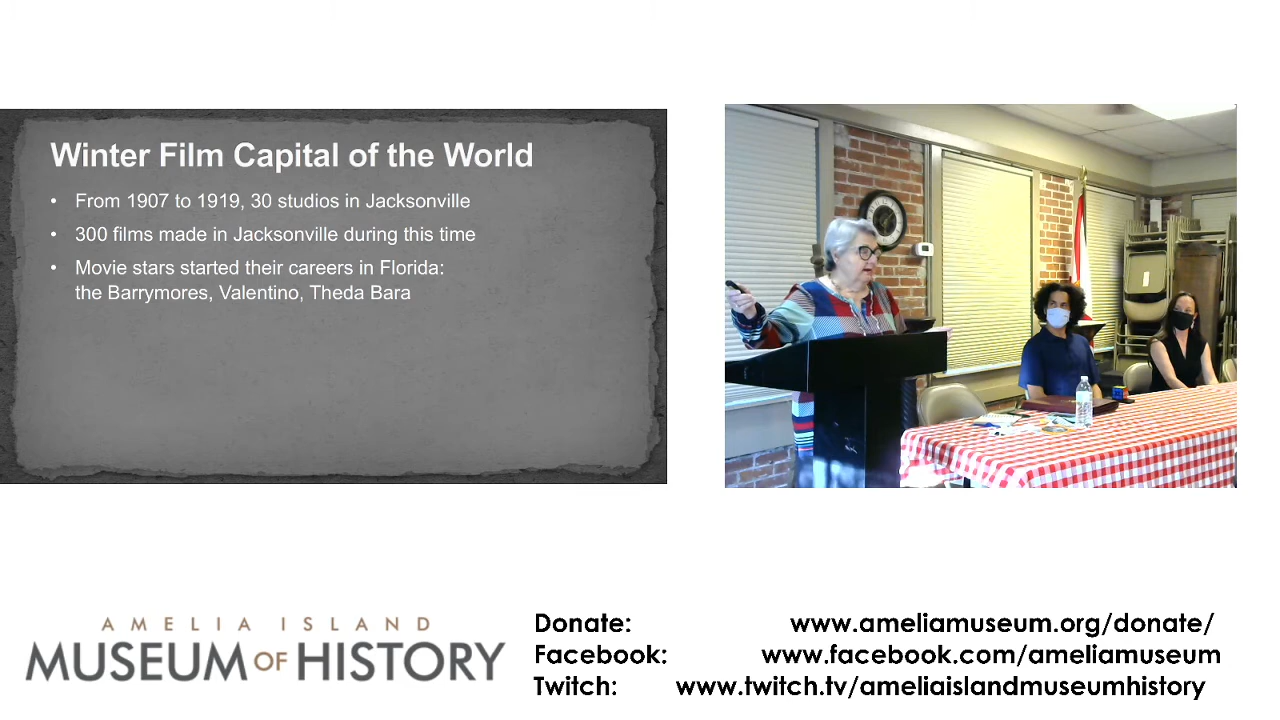 Winter Film Capital of the World
• From 1907 to 1919, 30 studios in Jacksonville
• 300 films made in Jacksonville during this time
• Movie stars started their careers in Florida:
the Barrymores, Valentino, Theda Bara
AMELIA ISLAND
MUSEUM OF HISTORY
Donate: www.ameliamuseum.org/donate/
Facebook: www.facebook.com/ameliamuseum
Twitch: www.twitch.tv/ameliaislandmuseumhistory